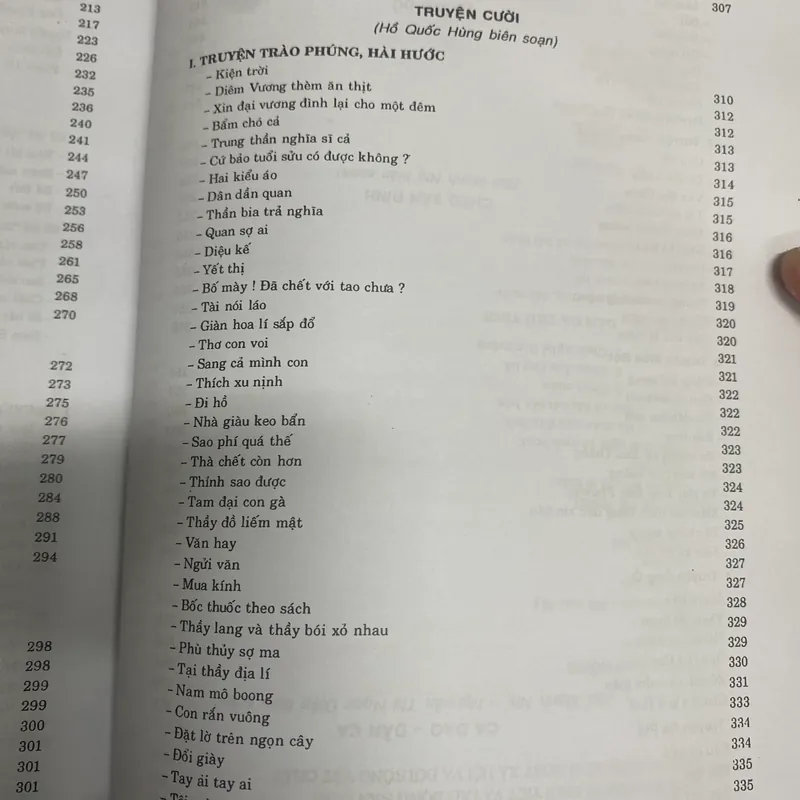 213
217
223
226
232
235
236
240
241
244
247
250
253
256
258
261
265
268
270
272
273
275
276
277
279
280
284
288
291
294
298
298
299
299
300
301
301
301
TRUYỆN CƯỜI 307
(Hồ Quốc Hùng biên soạn)
I. TRUYỆN TRÀO PHÚNG, HÀI HƯỚC
- Kiện trời 310
- Diêm Vương thèm ăn thịt 312
- Xin đại vương đình lại cho một đêm 312
- Bẩm chó cả 313
- Trung thần nghĩa sĩ cả 313
- Cứ bảo tuổi sửu có được không ? 314
- Hai kiểu áo 315
- Dân dẫn quan 315
- Thần bia trả nghĩa 316
- Quan sợ ai 316
- Diệu kế 317
- Yết thị 318
- Bố mày ! Đã chết với tao chưa ? 319
- Tài nói láo 320
- Giàn hoa lí sắp đổ 320
- Thơ con voi 321
- Sang cả mình con 321
- Thích xu nịnh 322
- Đi hồ 322
- Nhà giàu keo bẩn 322
- Sao phí quá thế 323
- Thà chết còn hơn 323
- Thính sao được 324
- Tam đại con gà 324
- Thầy đồ liếm mật 325
- Văn hay 326
- Ngửi văn 327
- Mua kính 327
- Bốc thuốc theo sách 328
- Thầy lang và thầy bói xỏ nhau 329
- Phù thủy sợ ma 329
- Tại thầy địa lí 330
- Nam mô boong 331
- Con rắn vuông 333
- Đặt lờ trên ngọn cây 334
- Đổi giày 334
- Tay ải tay ai 335
335